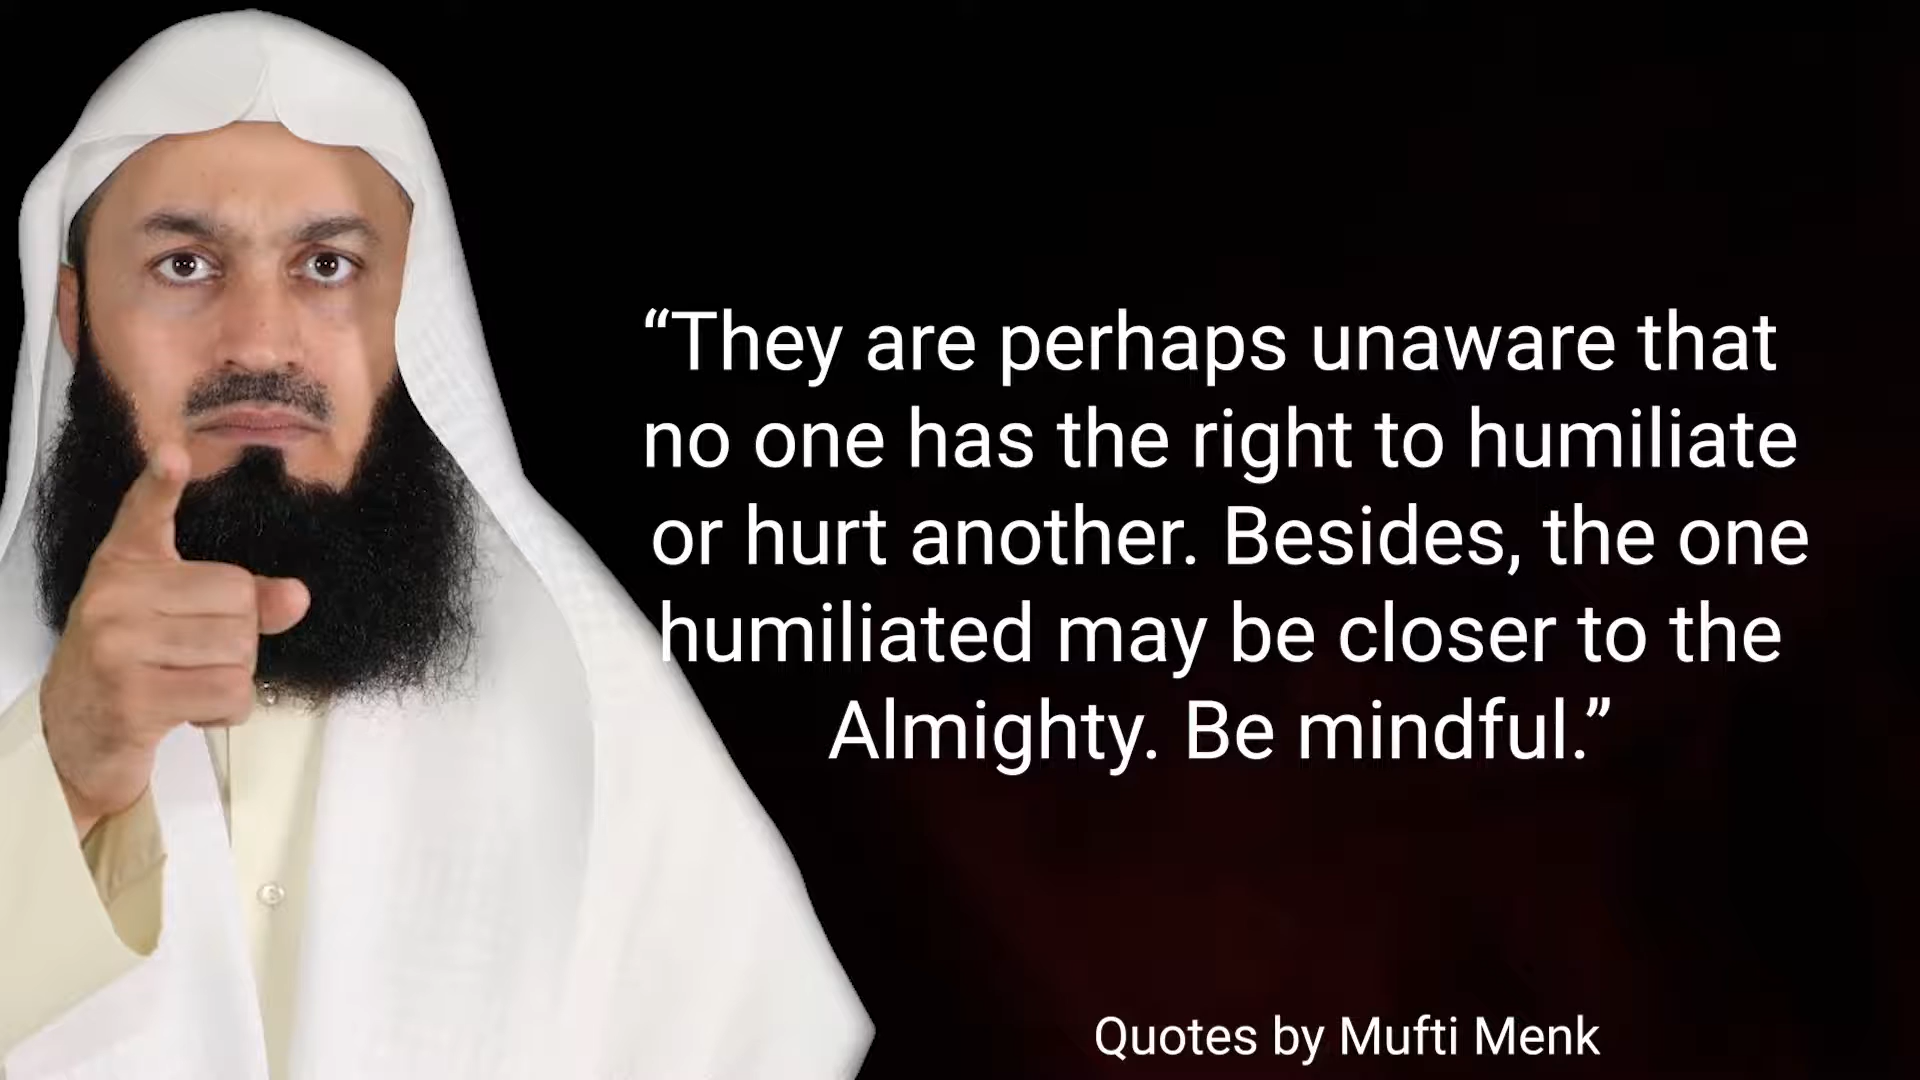 “They are perhaps unaware that
no one has the right to humiliate
or hurt another. Besides, the one
humiliated may be closer to the
Almighty. Be mindful.”
Quotes by Mufti Menk